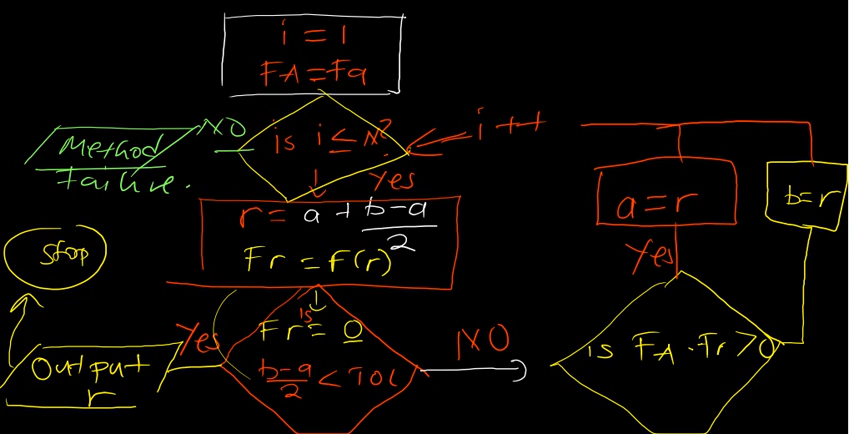 i = 1
FA = Fa
is i ≤ N?
NO
Method
Failure.
i++
Yes
r = a + b-a
2
Fr = f(r)
is
Fr = 0
b-a
2
< TOL
Yes
Output
r
Stop
NO
is FA . Fr > 0
Yes
a = r
b = r